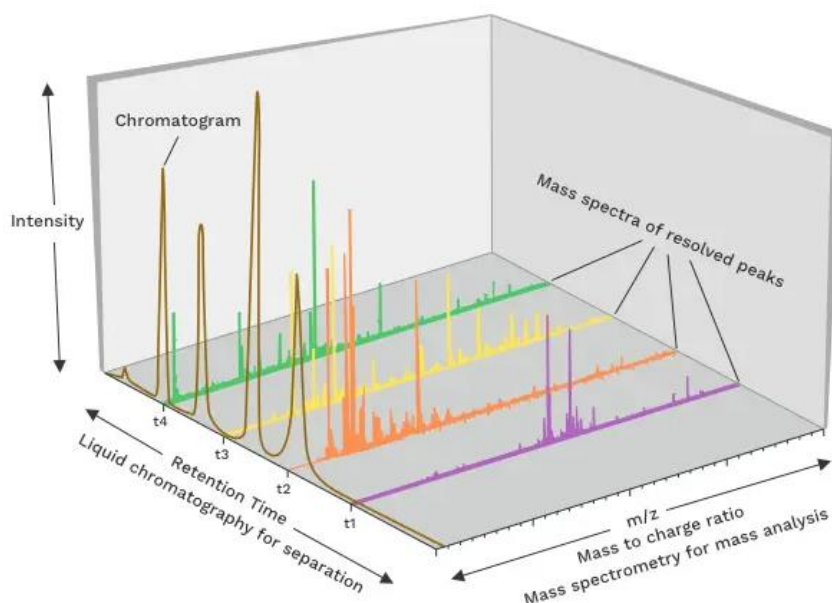 Chromatogram
Intensity
Mass spectra of resolved peaks
t4
t3
t2
t1
Retention Time
Liquid chromatography for separation
m/z
Mass to charge ratio
Mass spectrometry for mass analysis